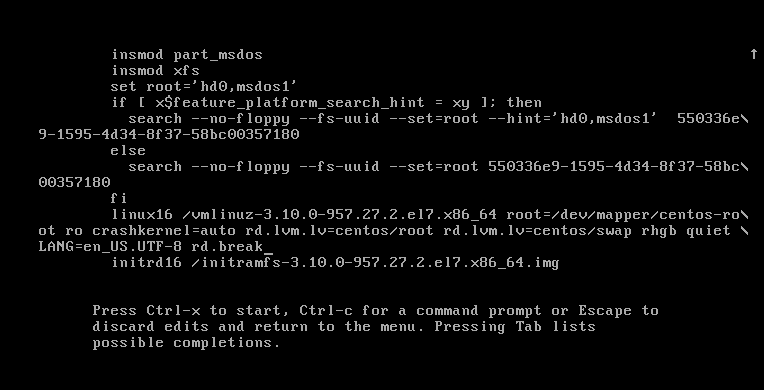 insmod part_msdos ↑
insmod xfs
set root='hd0,msdos1'
if [ x$feature_platform_search_hint = xy ]; then
search --no-floppy --fs-uuid --set=root --hint='hd0,msdos1'  550336e\
9-1595-4d34-8f37-58bc00357180
else
search --no-floppy --fs-uuid --set=root 550336e9-1595-4d34-8f37-58bc\
00357180
fi
linux16 /vmlinuz-3.10.0-957.27.2.el7.x86_64 root=/dev/mapper/centos-ro\
ot ro crashkernel=auto rd.lvm.lv=centos/root rd.lvm.lv=centos/swap rhgb quiet \
LANG=en_US.UTF-8 rd.break_
initrd16 /initramfs-3.10.0-957.27.2.el7.x86_64.img
Press Ctrl-x to start, Ctrl-c for a command prompt or Escape to
discard edits and return to the menu. Pressing Tab lists
possible completions.